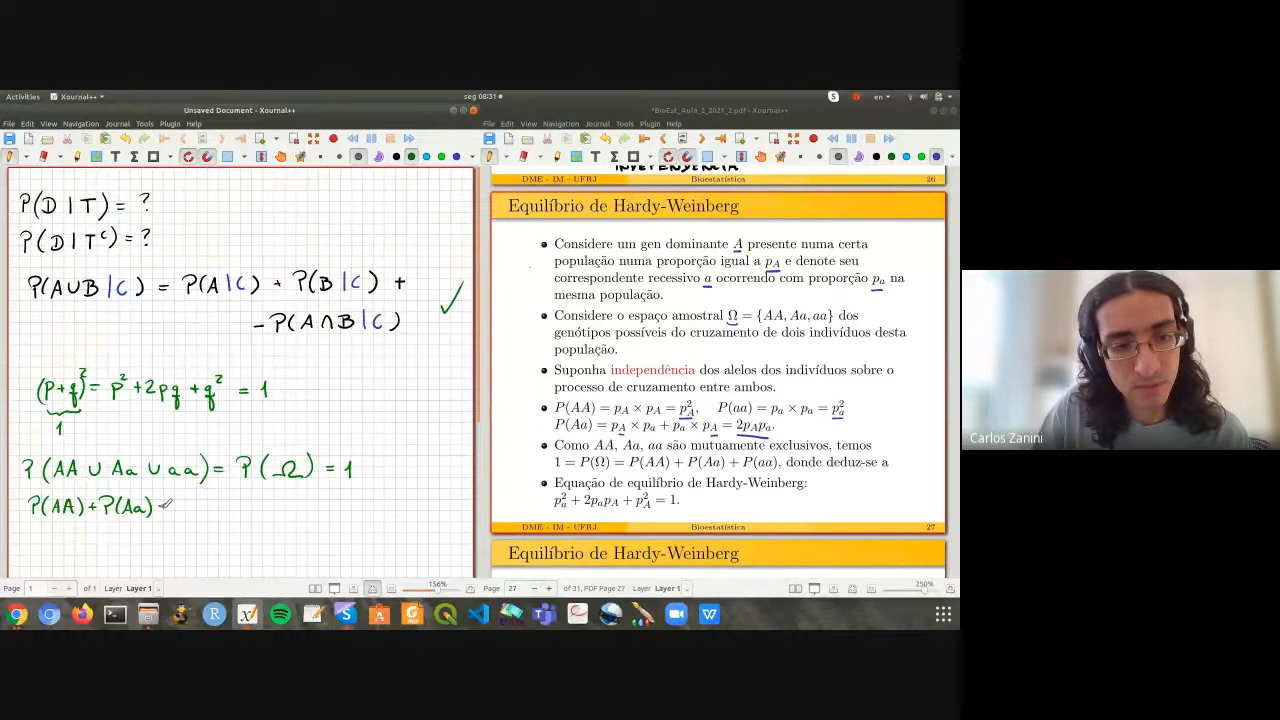 Activities Xournal++ seg 08:31 en
Unsaved Document - Xournal++
File Edit View Navigation Journal Tools Plugin Help
P(D | T) = ?
P(D | Tᶜ) = ?
P(A∪B | C) = P(A | C) + P(B | C) +
− P(A∩B | C)
(p+q)² = p² + 2pq + q² = 1
1
P(AA ∪ Aa ∪ aa) = P(Ω) = 1
P(AA) + P(Aa)
Page 1 of 1 Layer Layer 1 156%
*BioEst_Aula_2_2021_2.pdf - Xournal++
File Edit View Navigation Journal Tools Plugin Help
INDEPENDÊNCIA
DME - IM - UFRJ Bioestatística 26
Equilíbrio de Hardy-Weinberg
Considere um gen dominante A presente numa certa
população numa proporção igual a p_A e denote seu
correspondente recessivo a ocorrendo com proporção p_a na
mesma população.
Considere o espaço amostral Ω = {AA, Aa, aa} dos
genótipos possíveis do cruzamento de dois indivíduos desta
população.
Suponha independência dos alelos dos indivíduos sobre o
processo de cruzamento entre ambos.
P(AA) = p_A × p_A = p_A², P(aa) = p_a × p_a = p_a²
P(Aa) = p_A × p_a + p_a × p_A = 2p_Ap_a.
Como AA, Aa, aa são mutuamente exclusivos, temos
1 = P(Ω) = P(AA) + P(Aa) + P(aa), donde deduz-se a
Equação de equilíbrio de Hardy-Weinberg:
p_a² + 2p_ap_A + p_A² = 1.
DME - IM - UFRJ Bioestatística 27
Equilíbrio de Hardy-Weinberg
Page 27 of 31, PDF Page 27 Layer Layer 1 250%
Carlos Zanini